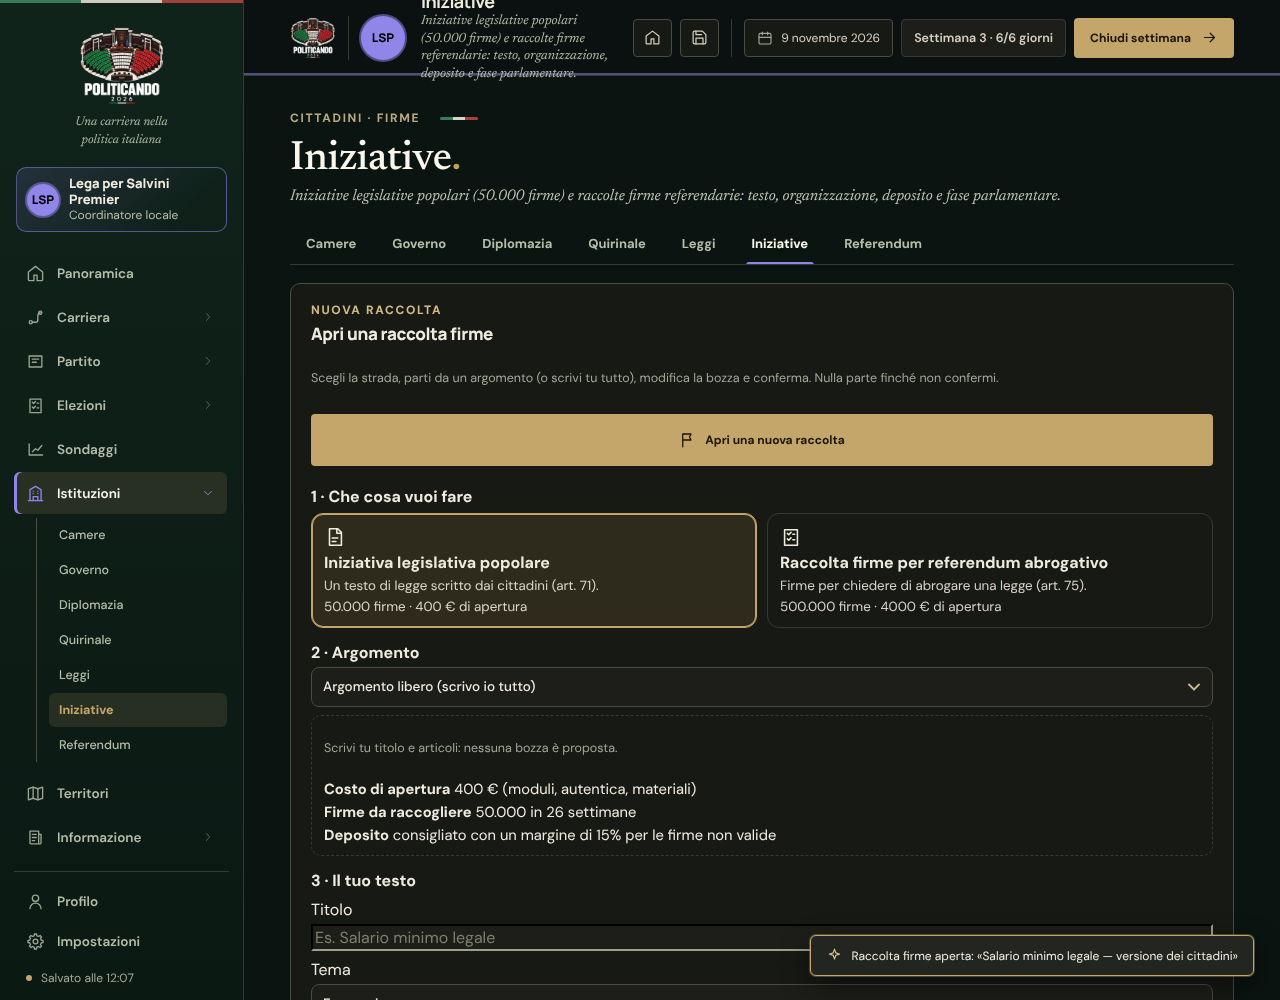 POLITICANDO
2026
Una carriera nella
politica italiana
LSP
Lega per Salvini
Premier
Coordinatore locale
Panoramica
Carriera
Partito
Elezioni
Sondaggi
Istituzioni
Camere
Governo
Diplomazia
Quirinale
Leggi
Iniziative
Referendum
Territori
Informazione
Profilo
Impostazioni
Salvato alle 12:07
POLITICANDO
LSP
Iniziative
Iniziative legislative popolari
(50.000 firme) e raccolte firme
referendarie: testo, organizzazione,
deposito e fase parlamentare.
9 novembre 2026
Settimana 3 · 6/6 giorni
Chiudi settimana
CITTADINI · FIRME
Iniziative.
Iniziative legislative popolari (50.000 firme) e raccolte firme referendarie: testo, organizzazione, deposito e fase parlamentare.
Camere
Governo
Diplomazia
Quirinale
Leggi
Iniziative
Referendum
NUOVA RACCOLTA
Apri una raccolta firme
Scegli la strada, parti da un argomento (o scrivi tu tutto), modifica la bozza e conferma. Nulla parte finché non confermi.
Apri una nuova raccolta
1 · Che cosa vuoi fare
Iniziativa legislativa popolare
Un testo di legge scritto dai cittadini (art. 71).
50.000 firme · 400 € di apertura
Raccolta firme per referendum abrogativo
Firme per chiedere di abrogare una legge (art. 75).
500.000 firme · 4000 € di apertura
2 · Argomento
Argomento libero (scrivo io tutto)
Scrivi tu titolo e articoli: nessuna bozza è proposta.
Costo di apertura 400 € (moduli, autentica, materiali)
Firme da raccogliere 50.000 in 26 settimane
Deposito consigliato con un margine di 15% per le firme non valide
3 · Il tuo testo
Titolo
Es. Salario minimo legale
Tema
Raccolta firme aperta: «Salario minimo legale — versione dei cittadini»